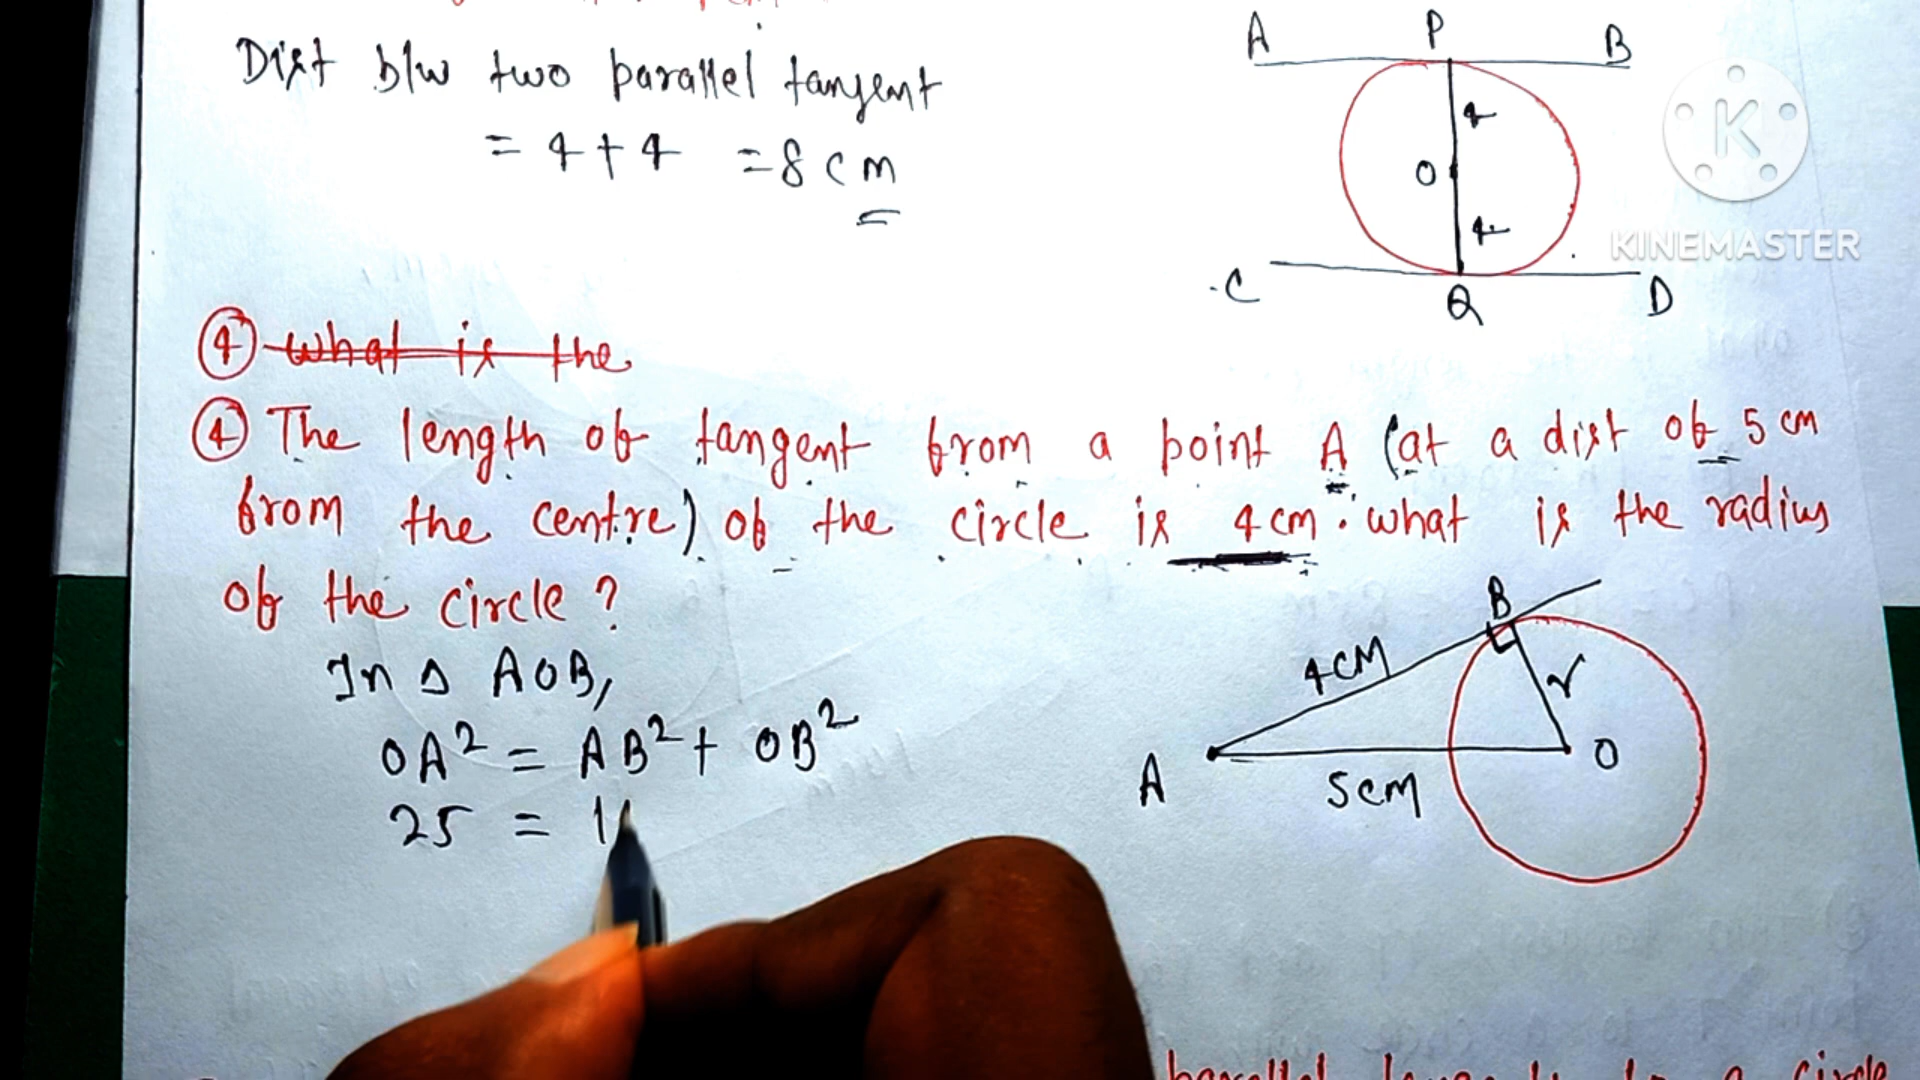 Dist b/w two parallel tangent
= 4 + 4 = 8 cm
A P B
4
O
4
C Q D
K
KINEMASTER
④ What is the
④ The length of tangent from a point A (at a dist of 5 cm
from the centre) of the circle is 4 cm. what is the radius
of the circle?
In Δ AOB,
OA² = AB² + OB²
25 = 1
B
4CM r
A O
5cm
parallel
a circle